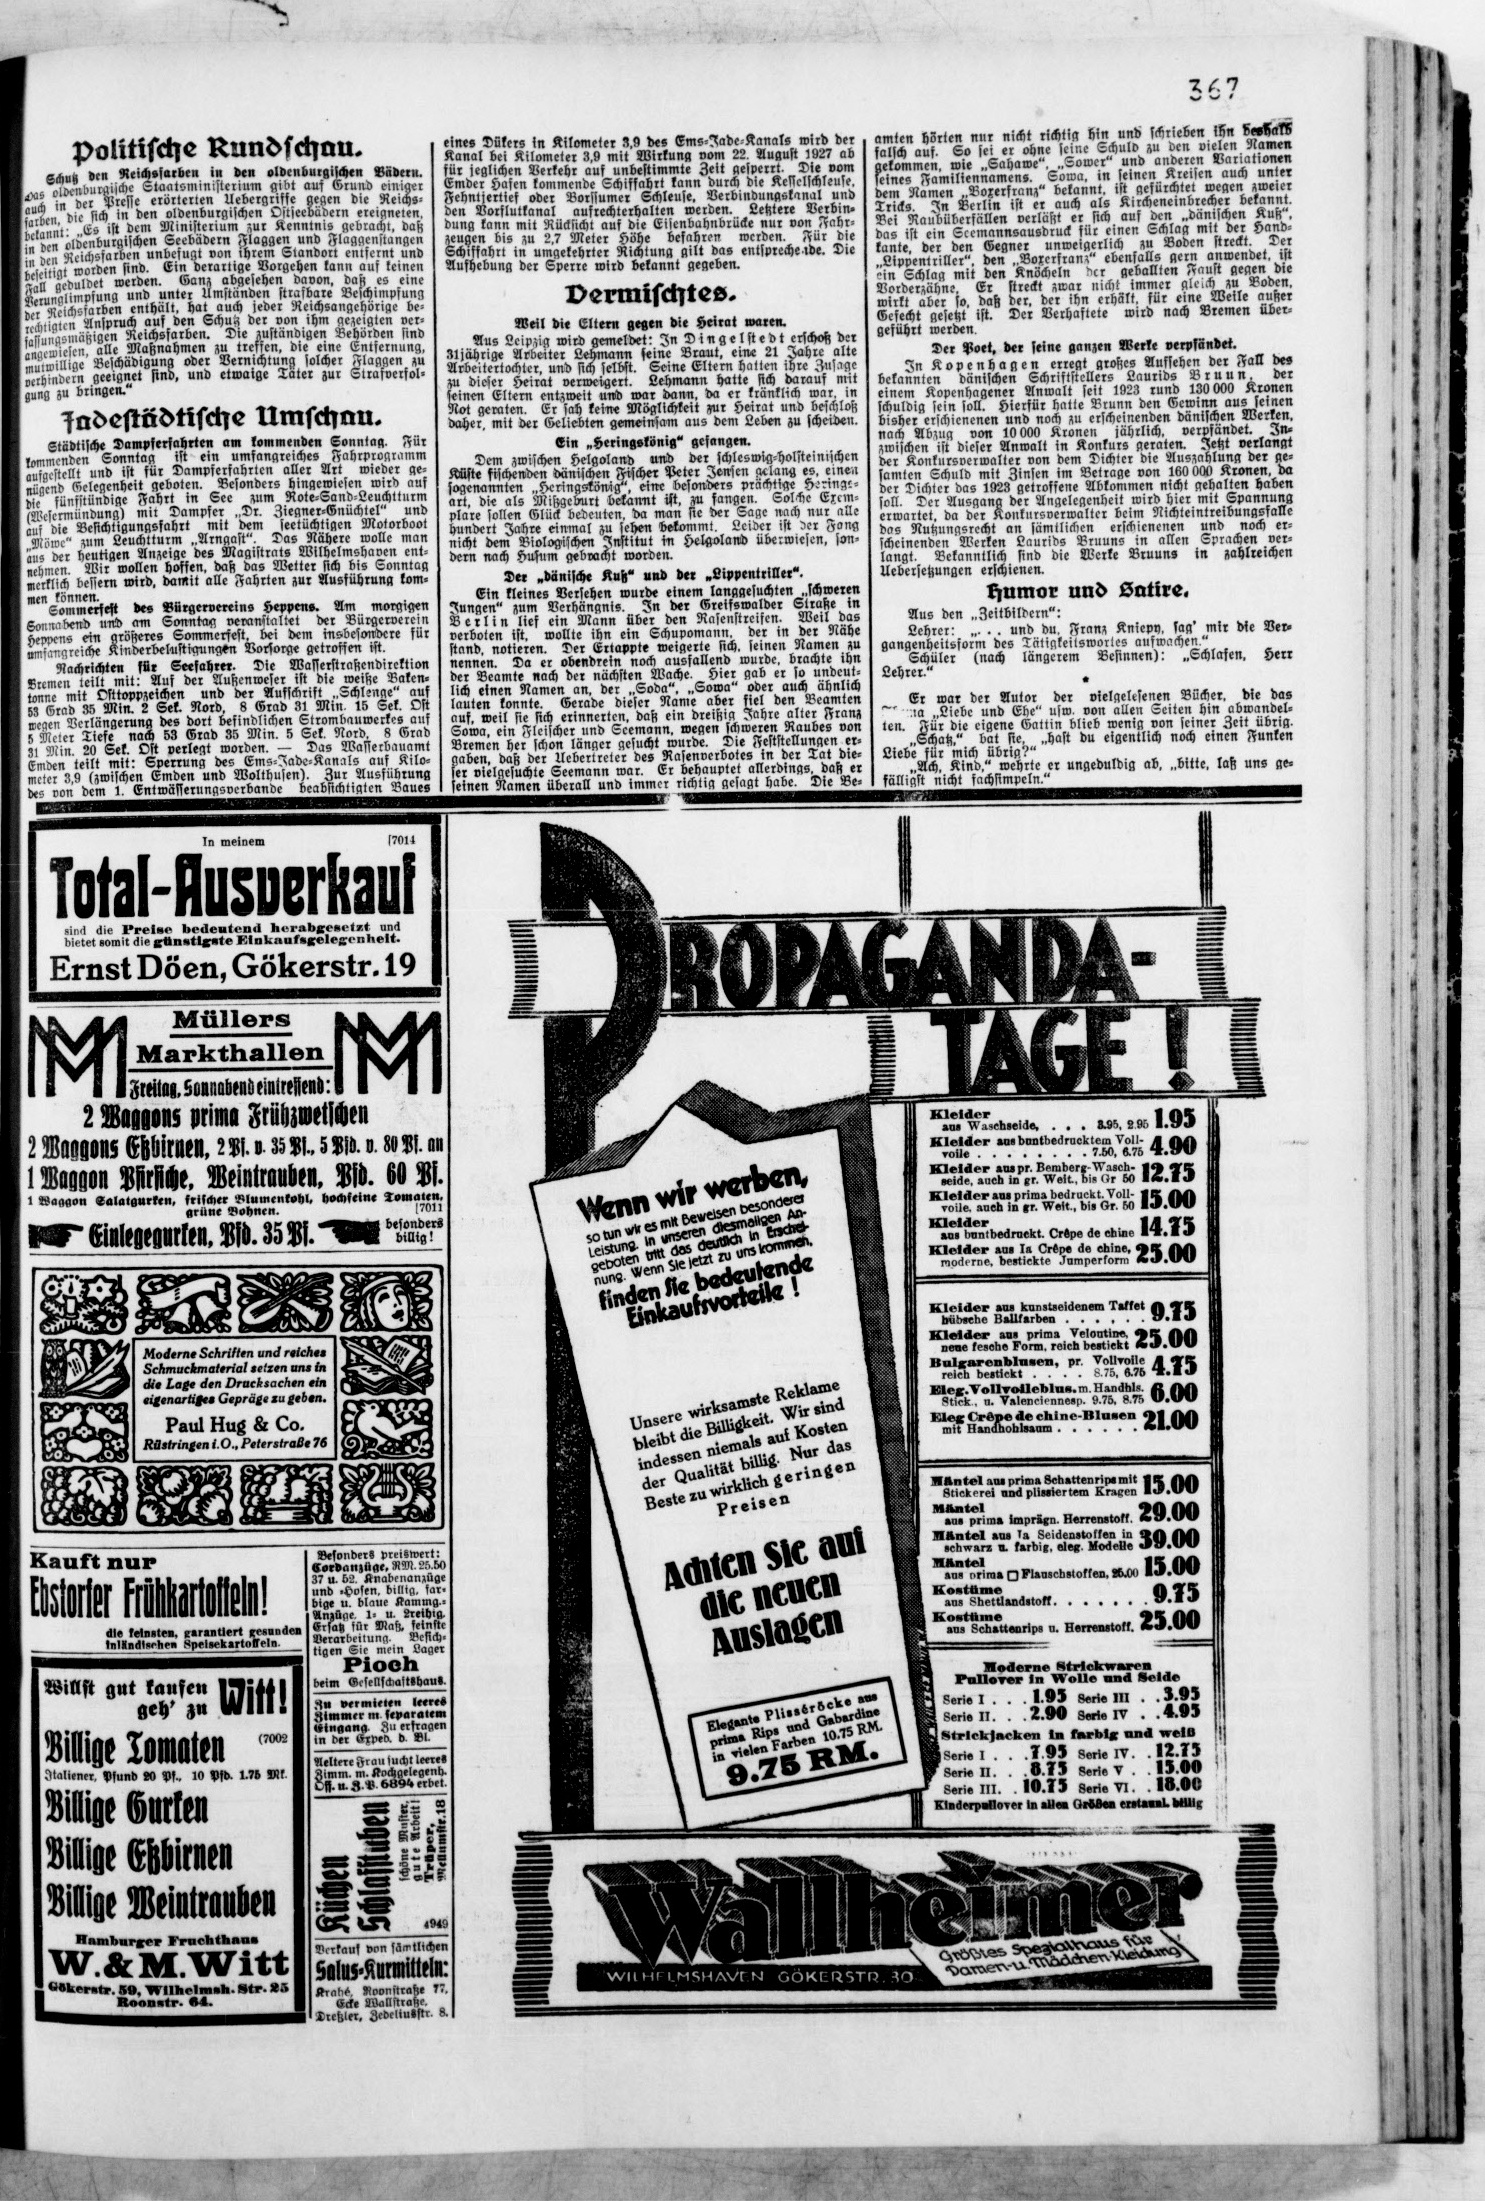 367
Politische Rundschau.
Schutz den Reichsfarben in den oldenburgischen Bädern.
Das oldenburgische Staatsministerium gibt auf Grund einiger
auch in der Presse erörterten Uebergriffe gegen die Reichs-
farben, die sich in den oldenburgischen Ostseebädern ereigneten,
bekannt: „Es ist dem Ministerium zur Kenntnis gebracht, daß
in den oldenburgischen Seebädern Flaggen und Flaggenstangen
in den Reichsfarben unbefugt von ihrem Standort entfernt und
beseitigt worden sind. Ein derartige Vorgehen kann auf keinen
Fall geduldet werden. Ganz abgesehen davon, daß es eine
Verunglimpfung und unter Umständen strafbare Beschimpfung
der Reichsfarben enthält, hat auch jeder Reichsangehörige be-
rechtigten Anspruch auf den Schutz der von ihm gezeigten ver-
fassungsmäßigen Reichsfarben. Die zuständigen Behörden sind
angewiesen, alle Maßnahmen zu treffen, die eine Entfernung,
mutwillige Beschädigung oder Vernichtung solcher Flaggen zu
verhindern geeignet sind, und etwaige Täter zur Strafverfol-
gung zu bringen.“
Jadestädtische Umschau.
Städtische Dampferfahrten am kommenden Sonntag. Für
kommenden Sonntag ist ein umfangreiches Fahrprogramm
aufgestellt und ist für Dampferfahrten aller Art wieder ge-
nügend Gelegenheit geboten. Besonders hingewiesen wird auf
die fünfstündige Fahrt in See zum Rote-Sand-Leuchtturm
(Wesermündung) mit Dampfer „Dr. Ziegner-Gnüchtel“ und
auf die Besichtigungsfahrt mit dem seetüchtigen Motorboot
„Möwe“ zum Leuchtturm „Arngast“. Das Nähere wolle man
aus der heutigen Anzeige des Magistrats Wilhelmshaven ent-
nehmen. Wir wollen hoffen, daß das Wetter sich bis Sonntag
merklich bessern wird, damit alle Fahrten zur Ausführung kom-
men können.
Sommerfest des Bürgervereins Heppens. Am morgigen
Sonnabend und am Sonntag veranstaltet der Bürgerverein
Heppens ein größeres Sommerfest, bei dem insbesondere für
umfangreiche Kinderbelustigungen Vorsorge getroffen ist.
Nachrichten für Seefahrer. Die Wasserstraßendirektion
Bremen teilt mit: Auf der Außenweser ist die weiße Baken-
tonne mit Osttoppzeichen und der Aufschrift „Schlenge“ auf
53 Grad 35 Min. 2 Sek. Nord, 8 Grad 31 Min. 15 Sek. Ost
wegen Verlängerung des dort befindlichen Strombauwerkes auf
5 Meter Tiefe nach 53 Grad 35 Min. 5 Sek. Nord, 8 Grad
31 Min. 20 Sek. Ost verlegt worden. — Das Wasserbauamt
Emden teilt mit: Sperrung des Ems-Jade-Kanals auf Kilo-
meter 3,9 (zwischen Emden und Wolthusen). Zur Ausführung
des von dem 1. Entwässerungsverbande beabsichtigten Baues
eines Dükers in Kilometer 3,9 des Ems-Jade-Kanals wird der
Kanal bei Kilometer 3,9 mit Wirkung vom 22. August 1927 ab
für jeglichen Verkehr auf unbestimmte Zeit gesperrt. Die vom
Emder Hafen kommende Schiffahrt kann durch die Kesselschleuse,
Fehntjertief oder Borssumer Schleuse, Verbindungskanal und
den Vorflutkanal aufrechterhalten werden. Letztere Verbin-
dung kann mit Rücksicht auf die Eisenbahnbrücke nur von Fahr-
zeugen bis zu 2,7 Meter Höhe befahren werden. Für die
Schiffahrt in umgekehrter Richtung gilt das entsprechende. Die
Aufhebung der Sperre wird bekannt gegeben.
Vermischtes.
Weil die Eltern gegen die Heirat waren.
Aus Leipzig wird gemeldet: In Dingelstedt erschoß der
31jährige Arbeiter Lehmann seine Braut, eine 21 Jahre alte
Arbeitertochter, und sich selbst. Seine Eltern hatten ihre Zusage
zu dieser Heirat verweigert. Lehmann hatte sich darauf mit
seinen Eltern entzweit und war dann, da er kränklich war, in
Not geraten. Er sah keine Möglichkeit zur Heirat und beschloß
daher, mit der Geliebten gemeinsam aus dem Leben zu scheiden.
Ein „Heringskönig“ gefangen.
Dem zwischen Helgoland und der schleswig-holsteinischen
Küste fischenden dänischen Fischer Peter Jensen gelang es, einen
sogenannten „Heringskönig“, eine besonders prächtige Herings-
art, die als Mißgeburt bekannt ist, zu fangen. Solche Exem-
plare sollen Glück bedeuten, da man sie der Sage nach nur alle
hundert Jahre einmal zu sehen bekommt. Leider ist der Fang
nicht dem Biologischen Institut in Helgoland überwiesen, son-
dern nach Husum gebracht worden.
Der „dänische Kuß“ und der „Lippentriller“.
Ein kleines Versehen wurde einem langgesuchten „schweren
Jungen“ zum Verhängnis. In der Greifswalder Straße in
Berlin lief ein Mann über den Rasenstreifen. Weil das
verboten ist, wollte ihn ein Schupomann, der in der Nähe
stand, notieren. Der Ertappte weigerte sich, seinen Namen zu
nennen. Da er obendrein noch ausfallend wurde, brachte ihn
der Beamte nach der nächsten Wache. Hier gab er so undeut-
lich einen Namen an, der „Soda“, „Sowa“ oder auch ähnlich
lauten konnte. Gerade dieser Name aber fiel den Beamten
auf, weil sie sich erinnerten, daß ein dreißig Jahre alter Franz
Sowa, ein Fleischer und Seemann, wegen schweren Raubes von
Bremen her schon länger gesucht wurde. Die Feststellungen er-
gaben, daß der Uebertreter des Rasenverbotes in der Tat die-
ser vielgesuchte Seemann war. Er behauptet allerdings, daß er
seinen Namen überall und immer richtig gesagt habe. Die Be-
amten hörten nur nicht richtig hin und schrieben ihn deshalb
falsch auf. So sei er ohne seine Schuld zu den vielen Namen
gekommen, wie „Sahawe“, „Sower“ und anderen Variationen
seines Familiennamens. Sowa, in seinen Kreisen auch unter
dem Namen „Boxerfranz“ bekannt, ist gefürchtet wegen zweier
Tricks. In Berlin ist er auch als Kircheneinbrecher bekannt.
Bei Raubüberfällen verläßt er sich auf den „dänischen Kuß“,
das ist ein Seemannsausdruck für einen Schlag mit der Hand-
kante, der den Gegner unweigerlich zu Boden streckt. Der
„Lippentriller“, den „Boxerfranz“ ebenfalls gern anwendet, ist
ein Schlag mit den Knöcheln der geballten Faust gegen die
Vorderzähne. Er streckt zwar nicht immer gleich zu Boden,
wirkt aber so, daß der, der ihn erhält, für eine Weile außer
Gefecht gesetzt ist. Der Verhaftete wird nach Bremen über-
geführt werden.
Der Poet, der seine ganzen Werke verpfändet.
In Kopenhagen erregt großes Aufsehen der Fall des
bekannten dänischen Schriftstellers Laurids Bruun, der
einem Kopenhagener Anwalt seit 1923 rund 130 000 Kronen
schuldig sein soll. Hierfür hatte Brunn den Gewinn aus seinen
bisher erschienenen und noch zu erscheinenden dänischen Werken,
nach Abzug von 10 000 Kronen jährlich, verpfändet. In-
zwischen ist dieser Anwalt in Konkurs geraten. Jetzt verlangt
der Konkursverwalter von dem Dichter die Auszahlung der ge-
samten Schuld mit Zinsen im Betrage von 160 000 Kronen, da
der Dichter das 1923 getroffene Abkommen nicht gehalten haben
soll. Der Ausgang der Angelegenheit wird hier mit Spannung
erwartet, da der Konkursverwalter beim Nichteintreibungsfalle
das Nutzungsrecht an sämtlichen erschienenen und noch er-
scheinenden Werken Laurids Bruuns in allen Sprachen ver-
langt. Bekanntlich sind die Werke Bruuns in zahlreichen
Uebersetzungen erschienen.
Humor und Satire.
Aus den „Zeitbildern“:
Lehrer: „. . . und du, Franz Kniepp, sag' mir die Ver-
gangenheitsform des Tätigkeitswortes aufwachen.“
Schüler (nach längerem Besinnen): „Schlafen, Herr
Lehrer.“
*
Er war der Autor der vielgelesenen Bücher, die das
„Liebe und Ehe“ usw. von allen Seiten hin abwandel-
ten. Für die eigene Gattin blieb wenig von seiner Zeit übrig.
„Schatz,“ bat sie, „hast du eigentlich noch einen Funken
Liebe für mich übrig?“
„Ach, Kind,“ wehrte er ungeduldig ab, „bitte, laß uns ge-
fälligst nicht fachsimpeln.“
In meinem [7014
Total-Ausverkauf
sind die Preise bedeutend herabgesetzt und
bietet somit die günstigste Einkaufsgelegenheit.
Ernst Döen, Gökerstr. 19
Müllers
Markthallen
MM MM
Freitag, Sonnabend eintreffend:
2 Waggons prima Frühzwetschen
2 Waggons Eßbirnen, 2 Pf. v. 35 Pf., 5 Pfd. v. 80 Pf. an
1 Waggon Pfirsiche, Weintrauben, Pfd. 60 Pf.
1 Waggon Salatgurken, frischer Blumenkohl, hochfeine Tomaten,
grüne Bohnen. [7011
Einlegegurken, Pfd. 35 Pf. besonders
billig!
Moderne Schriften und reiches
Schmuckmaterial setzen uns in
die Lage den Drucksachen ein
eigenartiges Gepräge zu geben.
Paul Hug & Co.
Rüstringen i. O., Peterstraße 76
Kauft nur
Ebstorfer Frühkartoffeln!
die feinsten, garantiert gesunden
inländischen Speisekartoffeln.
Willst gut kaufen
geh' zu Witt!
Billige Tomaten (7002
Italiener, Pfund 20 Pf., 10 Pfd. 1.75 Mk.
Billige Gurken
Billige Eßbirnen
Billige Weintrauben
Hamburger Fruchthaus
W. & M. Witt
Gökerstr. 59, Wilhelmsh. Str. 25
Roonstr. 64.
Besonders preiswert:
Cordanzüge, RM. 25.50
37 u. 52. Knabenanzüge
und -Hosen, billig, far-
bige u. blaue Kammg.-
Anzüge, 1- u. 2reihig.
Ersatz für Maß, feinste
Verarbeitung. Besich-
tigen Sie mein Lager
Pioch
beim Gesellschaftshaus.
Zu vermieten leeres
Zimmer m. separatem
Eingang. Zu erfragen
in der Exped. d. Bl.
Aeltere Frau sucht leeres
Zimm. m. Kochgelegenh.
Off. u. F. B. 6894 erbet.
Küchen
Schlafstuben
schöne Muster,
gute Arbeit!
Träper,
Mellumstr. 18
4949
Verkauf von sämtlichen
Salus-Kurmitteln:
Krahé, Roonstraße 77,
Ecke Wallstraße,
Dreßler, Zedeliusstr. 8.
PROPAGANDA-
TAGE!
Wenn wir werben,
so tun wir es mit Beweisen besonderer
Leistung. In unseren diesmaligen An-
geboten tritt das deutlich in Erschei-
nung. Wenn Sie jetzt zu uns kommen,
finden Sie bedeutende
Einkaufsvorteile!
Unsere wirksamste Reklame
bleibt die Billigkeit. Wir sind
indessen niemals auf Kosten
der Qualität billig. Nur das
Beste zu wirklich geringen
Preisen
Achten Sie auf
die neuen
Auslagen
Elegante Plisséröcke aus
prima Rips und Gabardine
in vielen Farben 10.75 RM.
9.75 RM.
Kleider
aus Waschseide, . . . 3.95, 2.95 1.95
Kleider aus buntbedrucktem Voll-
voile . . . . . . . . 7.50, 6.75 4.90
Kleider aus pr. Bemberg-Wasch-
seide, auch in gr. Weit., bis Gr 50 12.75
Kleider aus prima bedruckt. Voll-
voile, auch in gr. Weit., bis Gr. 50 15.00
Kleider
aus buntbedruckt. Crêpe de chine 14.75
Kleider aus Ia Crêpe de chine,
moderne, bestickte Jumperform 25.00
Kleider aus kunstseidenem Taffet
hübsche Ballfarben . . . . . . 9.75
Kleider aus prima Veloutine,
neue fesche Form, reich bestickt 25.00
Bulgarenblusen, pr. Vollvoile
reich bestickt . . . . 8.75, 6.75 4.75
Eleg. Vollvoileblus. m. Handhls.
Stick., u. Valenciennesp. 9.75, 8.75 6.00
Eleg Crêpe de chine-Blusen
mit Handhohlsaum . . . . . . 21.00
Mäntel aus prima Schattenrips mit
Stickerei und plissiertem Kragen 15.00
Mäntel
aus prima imprägn. Herrenstoff. 29.00
Mäntel aus Ia Seidenstoffen in
schwarz u. farbig, eleg. Modelle 39.00
Mäntel
aus prima □ Flauschstoffen, 25.00 15.00
Kostüme
aus Shettlandstoff. . . . . . . 9.75
Kostüme
aus Schattenrips u. Herrenstoff. 25.00
Moderne Strickwaren
Pullover in Wolle und Seide
Serie I . . . 1.95 Serie III . . 3.95
Serie II. . . 2.90 Serie IV . . 4.95
Strickjacken in farbig und weiß
Serie I . . . 7.95 Serie IV. . 12.75
Serie II. . . 8.75 Serie V . . 15.00
Serie III. . 10.75 Serie VI. . 18.00
Kinderpullover in allen Größen erstaunl. billig
Wallheimer
Größtes Spezialhaus für
Damen- u. Mädchen-Kleidung
WILHELMSHAVEN GÖKERSTR. 30